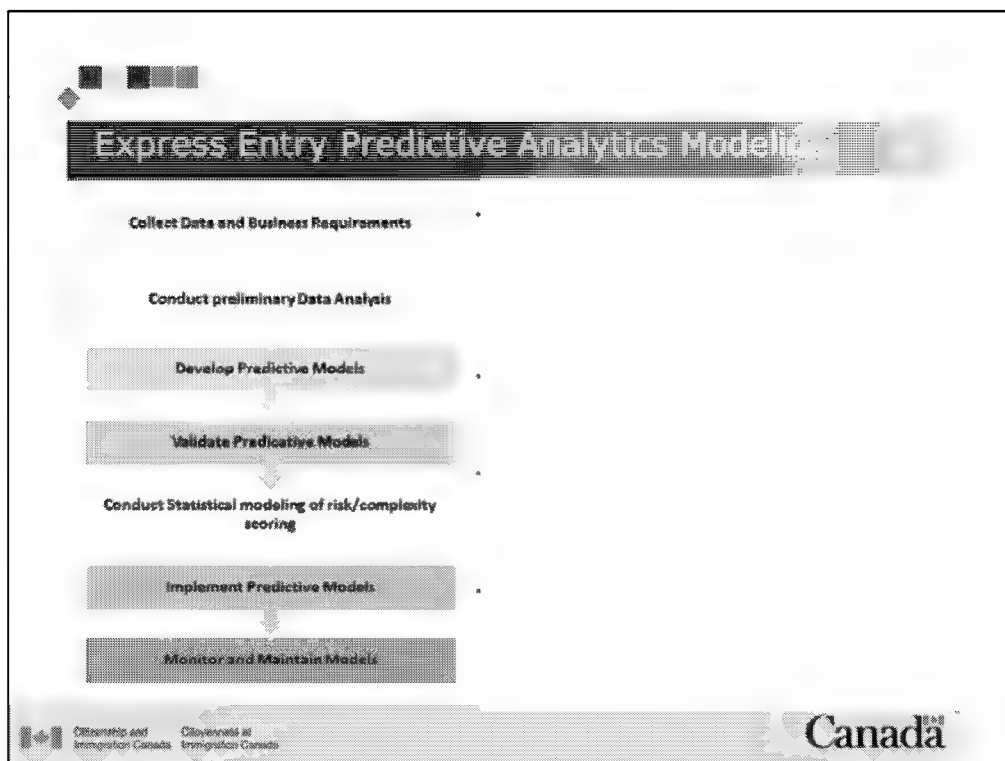 Express Entry Predictive Analytics Modeling
Collect Data and Business Requirements
Conduct preliminary Data Analysis
Develop Predictive Models
Validate Predicative Models
Conduct Statistical modeling of risk/complexity
scoring
Implement Predictive Models
Monitor and Maintain Models
Citizenship and Citoyenneté et
Immigration Canada Immigration Canada
Canada